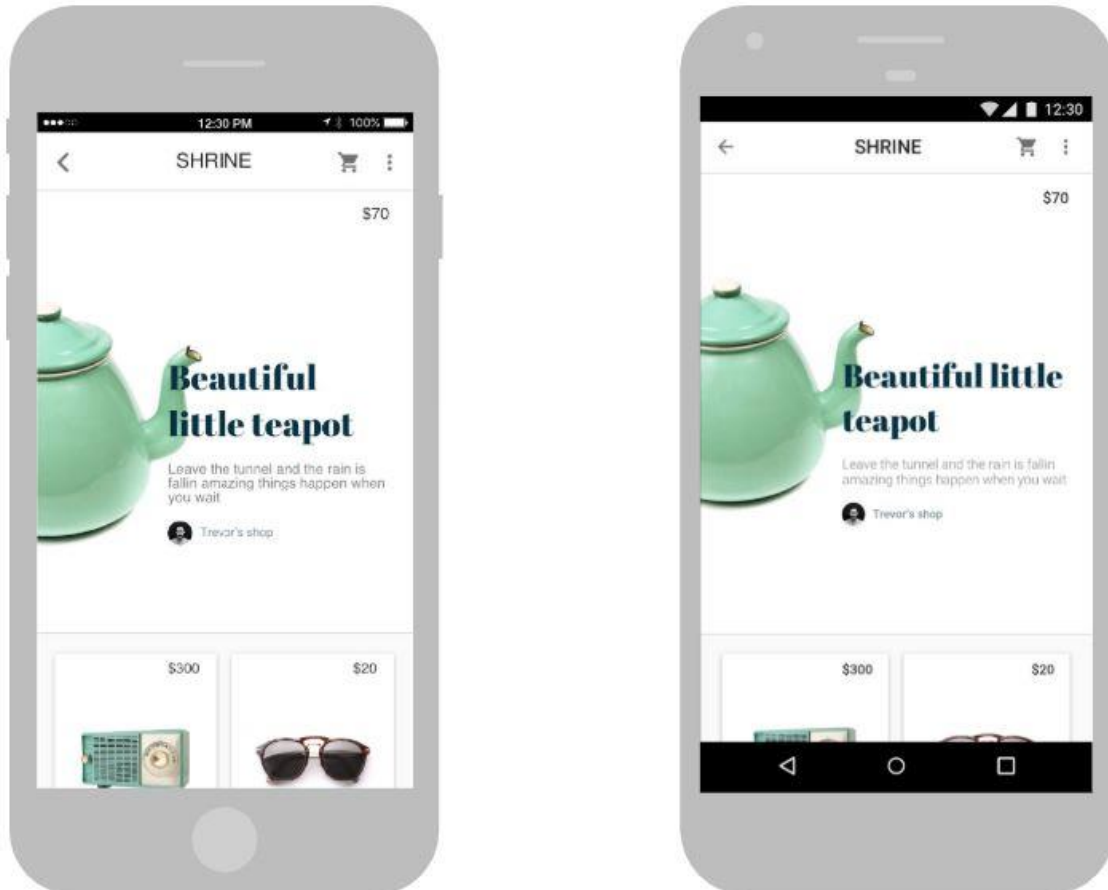 12:30 PM
100%
SHRINE
$70
Beautiful
little teapot
Leave the tunnel and the rain is
fallin amazing things happen when
you wait
Trevor's shop
$300
$20
12:30
SHRINE
$70
Beautiful little
teapot
Leave the tunnel and the rain is fallin
amazing things happen when you wait
Trevor's shop
$300
$20